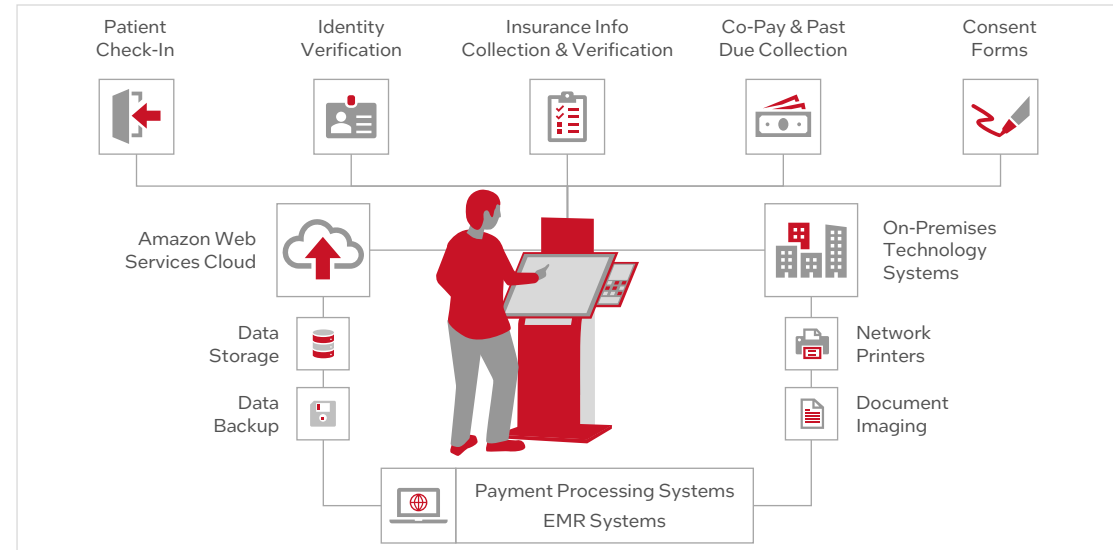 Patient
Check-In
Identity
Verification
Insurance Info
Collection & Verification
Co-Pay & Past
Due Collection
Consent
Forms
Amazon Web
Services Cloud
On-Premises
Technology
Systems
Data
Storage
Network
Printers
Data
Backup
Document
Imaging
Payment Processing Systems
EMR Systems